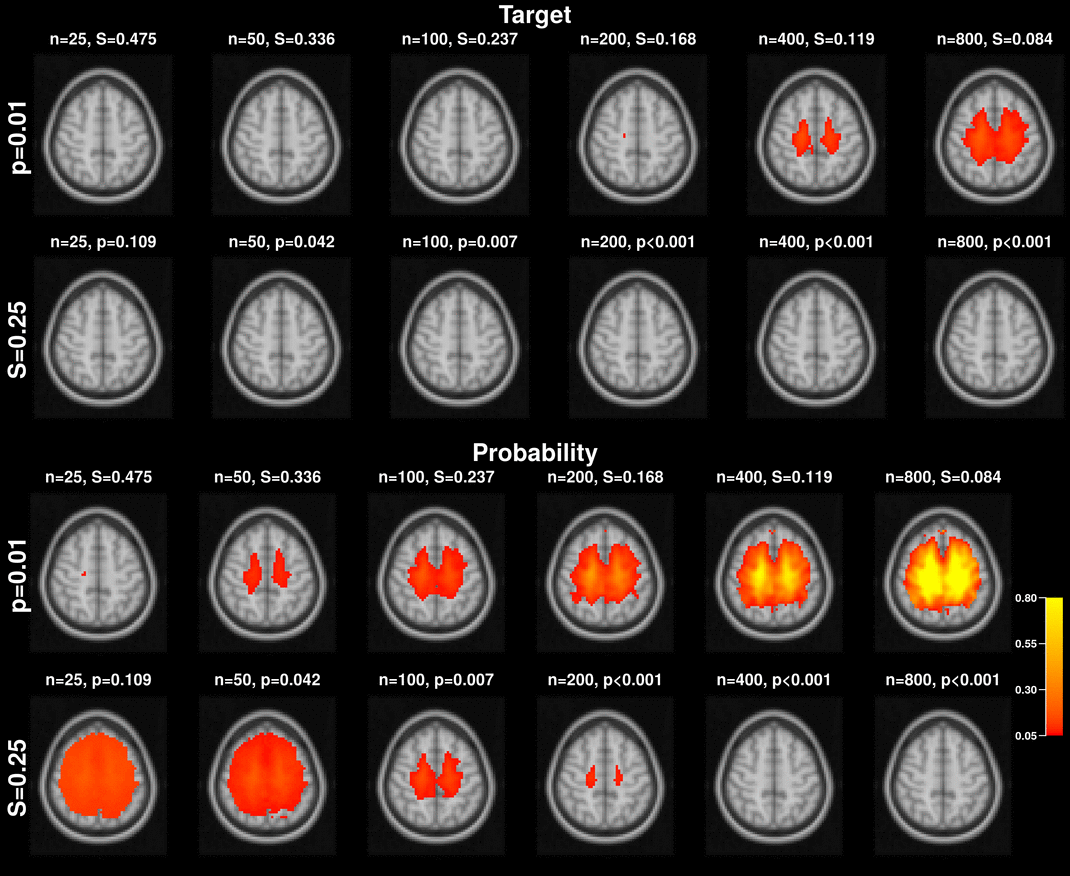 Target
n=25, S=0.475 n=50, S=0.336 n=100, S=0.237 n=200, S=0.168 n=400, S=0.119 n=800, S=0.084
p=0.01
n=25, p=0.109 n=50, p=0.042 n=100, p=0.007 n=200, p<0.001 n=400, p<0.001 n=800, p<0.001
S=0.25
Probability
n=25, S=0.475 n=50, S=0.336 n=100, S=0.237 n=200, S=0.168 n=400, S=0.119 n=800, S=0.084
p=0.01
0.80
0.55
0.30
0.05
n=25, p=0.109 n=50, p=0.042 n=100, p=0.007 n=200, p<0.001 n=400, p<0.001 n=800, p<0.001
S=0.25